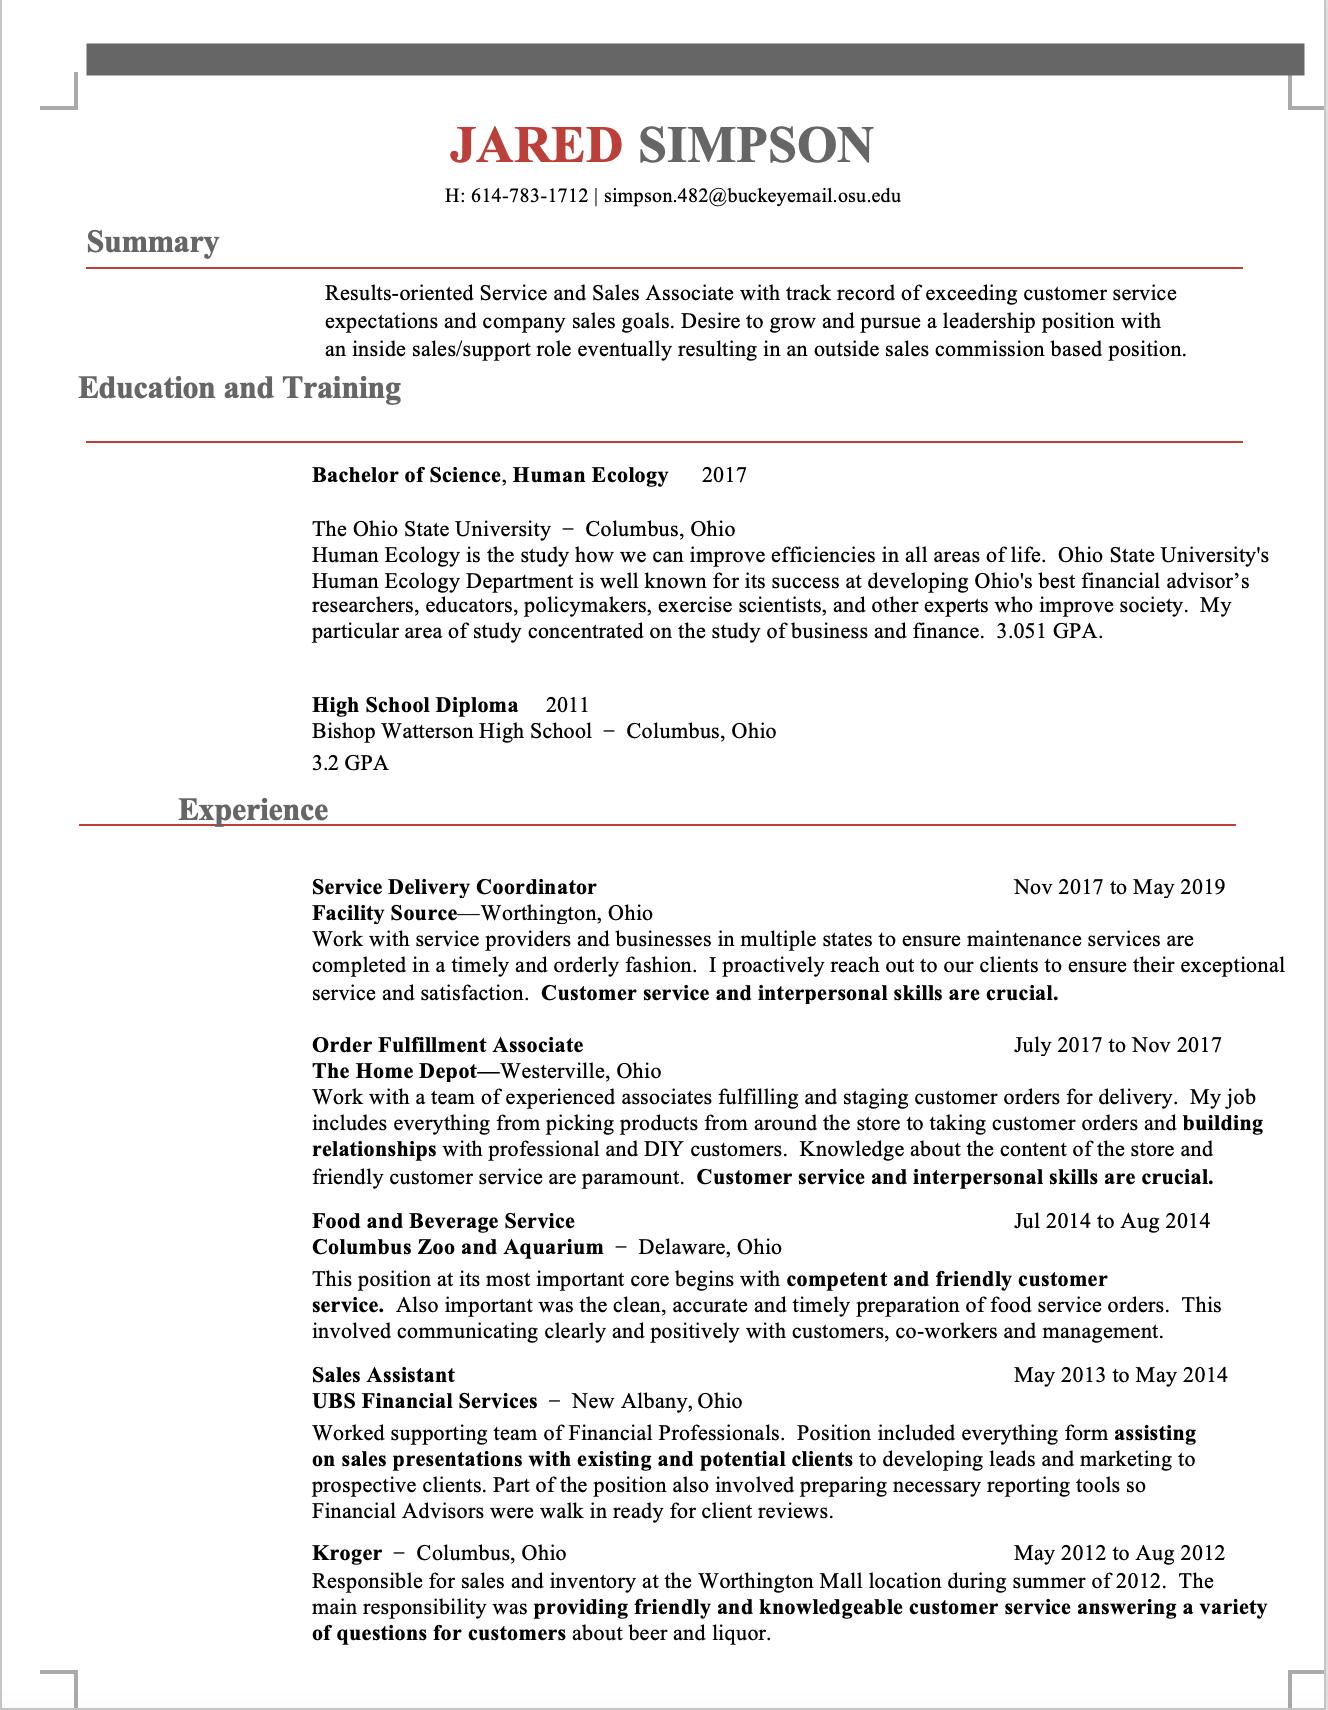 JARED SIMPSON
H: 614-783-1712 | simpson.482@buckeyemail.osu.edu
Summary
Results-oriented Service and Sales Associate with track record of exceeding customer service
expectations and company sales goals. Desire to grow and pursue a leadership position with
an inside sales/support role eventually resulting in an outside sales commission based position.
Education and Training
Bachelor of Science, Human Ecology 2017
The Ohio State University − Columbus, Ohio
Human Ecology is the study how we can improve efficiencies in all areas of life. Ohio State University's
Human Ecology Department is well known for its success at developing Ohio's best financial advisor’s
researchers, educators, policymakers, exercise scientists, and other experts who improve society. My
particular area of study concentrated on the study of business and finance. 3.051 GPA.
High School Diploma 2011
Bishop Watterson High School − Columbus, Ohio
3.2 GPA
Experience
Service Delivery Coordinator Nov 2017 to May 2019
Facility Source—Worthington, Ohio
Work with service providers and businesses in multiple states to ensure maintenance services are
completed in a timely and orderly fashion. I proactively reach out to our clients to ensure their exceptional
service and satisfaction. Customer service and interpersonal skills are crucial.
Order Fulfillment Associate July 2017 to Nov 2017
The Home Depot—Westerville, Ohio
Work with a team of experienced associates fulfilling and staging customer orders for delivery. My job
includes everything from picking products from around the store to taking customer orders and building
relationships with professional and DIY customers. Knowledge about the content of the store and
friendly customer service are paramount. Customer service and interpersonal skills are crucial.
Food and Beverage Service Jul 2014 to Aug 2014
Columbus Zoo and Aquarium − Delaware, Ohio
This position at its most important core begins with competent and friendly customer
service. Also important was the clean, accurate and timely preparation of food service orders. This
involved communicating clearly and positively with customers, co-workers and management.
Sales Assistant May 2013 to May 2014
UBS Financial Services − New Albany, Ohio
Worked supporting team of Financial Professionals. Position included everything form assisting
on sales presentations with existing and potential clients to developing leads and marketing to
prospective clients. Part of the position also involved preparing necessary reporting tools so
Financial Advisors were walk in ready for client reviews.
Kroger − Columbus, Ohio May 2012 to Aug 2012
Responsible for sales and inventory at the Worthington Mall location during summer of 2012. The
main responsibility was providing friendly and knowledgeable customer service answering a variety
of questions for customers about beer and liquor.